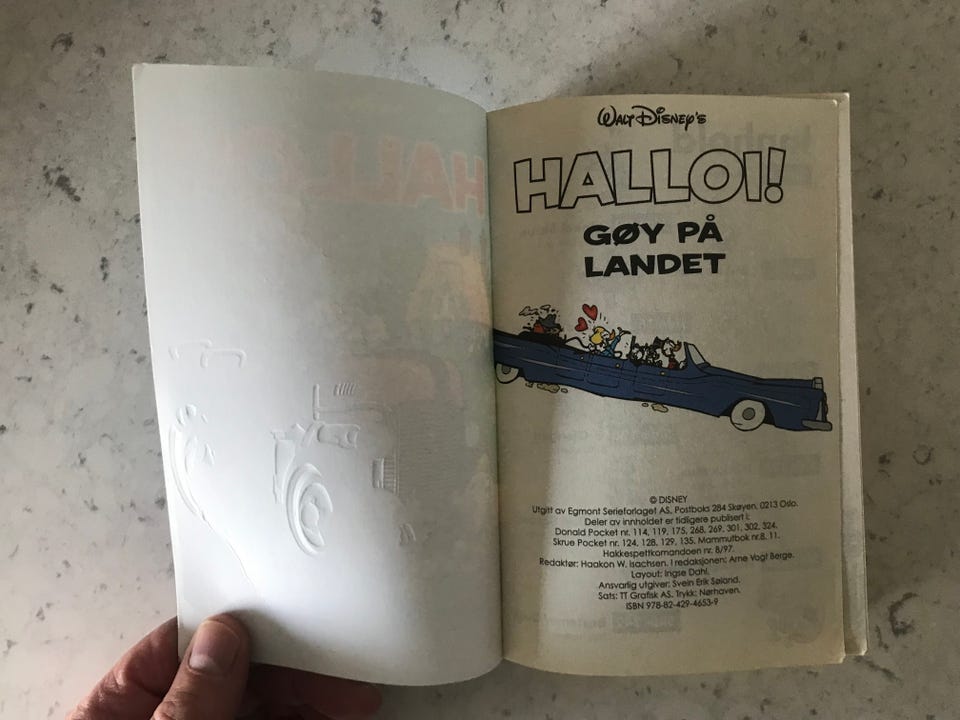 HALLO
WALT DISNEY'S
HALLOI!
GØY PÅ
LANDET
© DISNEY
Utgitt av Egmont Serieforlaget AS, Postboks 284 Skøyen, 0213 Oslo.
Deler av innholdet er tidligere publisert i:
Donald Pocket nr. 114, 119, 175, 268, 269, 301, 302, 324.
Skrue Pocket nr. 124, 128, 129, 135. Mammutbok nr.8, 11.
Hakkespettkomandoen nr. 8/97.
Redaktør: Haakon W. Isachsen. I redaksjonen: Arne Vogt Berge.
Layout: Ingse Dahl.
Ansvarlig utgiver: Svein Erik Søland.
Sats: TT Grafisk AS. Trykk: Nørhaven.
ISBN 978-82-429-4653-9